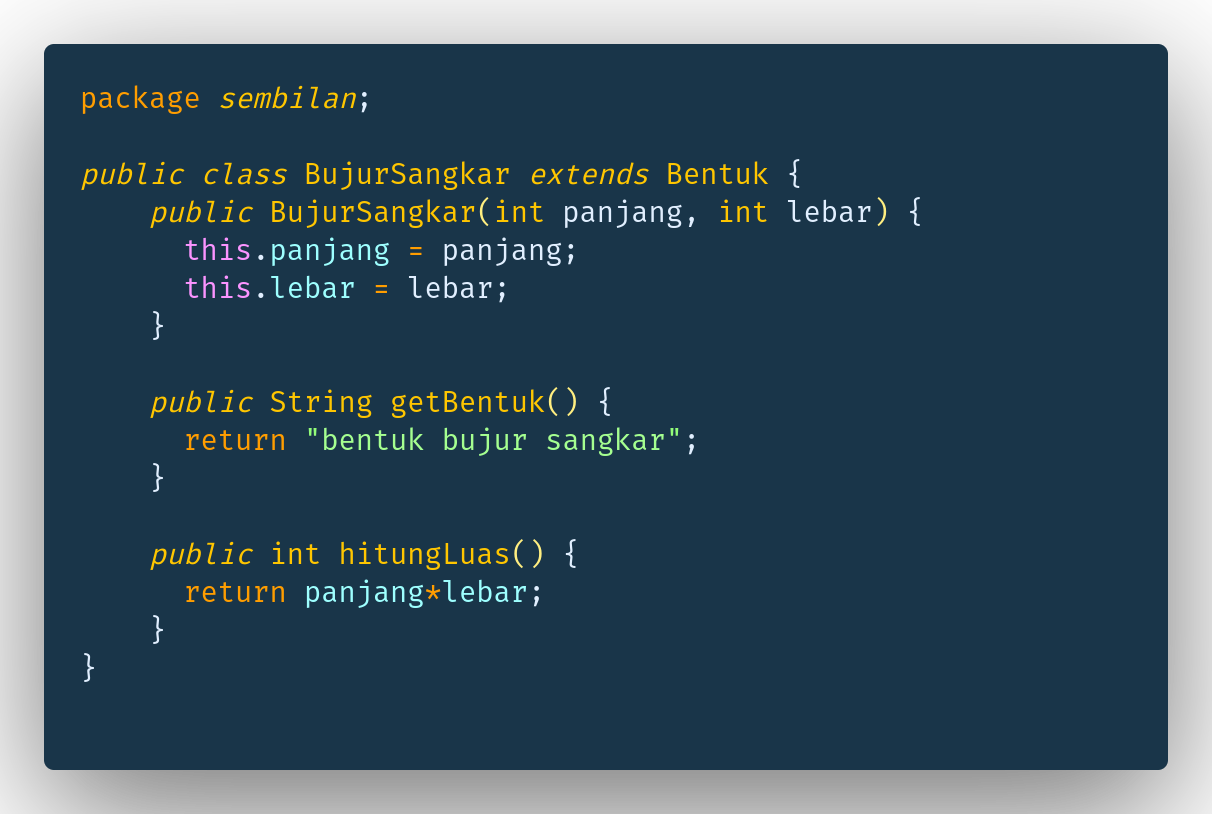 package sembilan;

public class BujurSangkar extends Bentuk {
    public BujurSangkar(int panjang, int lebar) {
      this.panjang = panjang;
      this.lebar = lebar;
    }

    public String getBentuk() {
      return "bentuk bujur sangkar";
    }

    public int hitungLuas() {
      return panjang*lebar;
    }
}